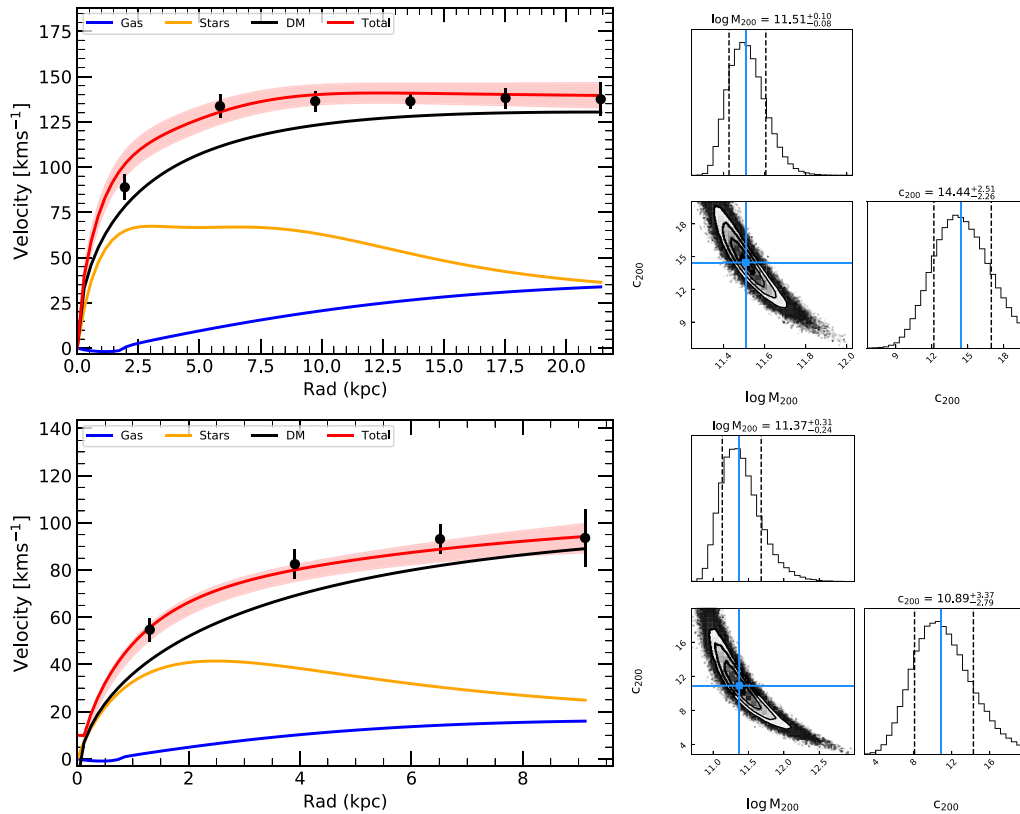 Gas Stars DM Total
Velocity [kms⁻¹]
175
150
125
100
75
50
25
0
0.0 2.5 5.0 7.5 10.0 12.5 15.0 17.5 20.0
Rad (kpc)
log M₂₀₀ = 11.51 +0.10 −0.08
c₂₀₀ = 14.44 +2.51 −2.26
c₂₀₀
18
15
12
9
11.4 11.6 11.8 12.0
log M₂₀₀
9 12 15 18
c₂₀₀
Gas Stars DM Total
Velocity [kms⁻¹]
140
120
100
80
60
40
20
0
0 2 4 6 8
Rad (kpc)
log M₂₀₀ = 11.37 +0.31 −0.24
c₂₀₀ = 10.89 +3.37 −2.79
c₂₀₀
16
12
8
4
11.0 11.5 12.0 12.5
log M₂₀₀
4 8 12 16
c₂₀₀